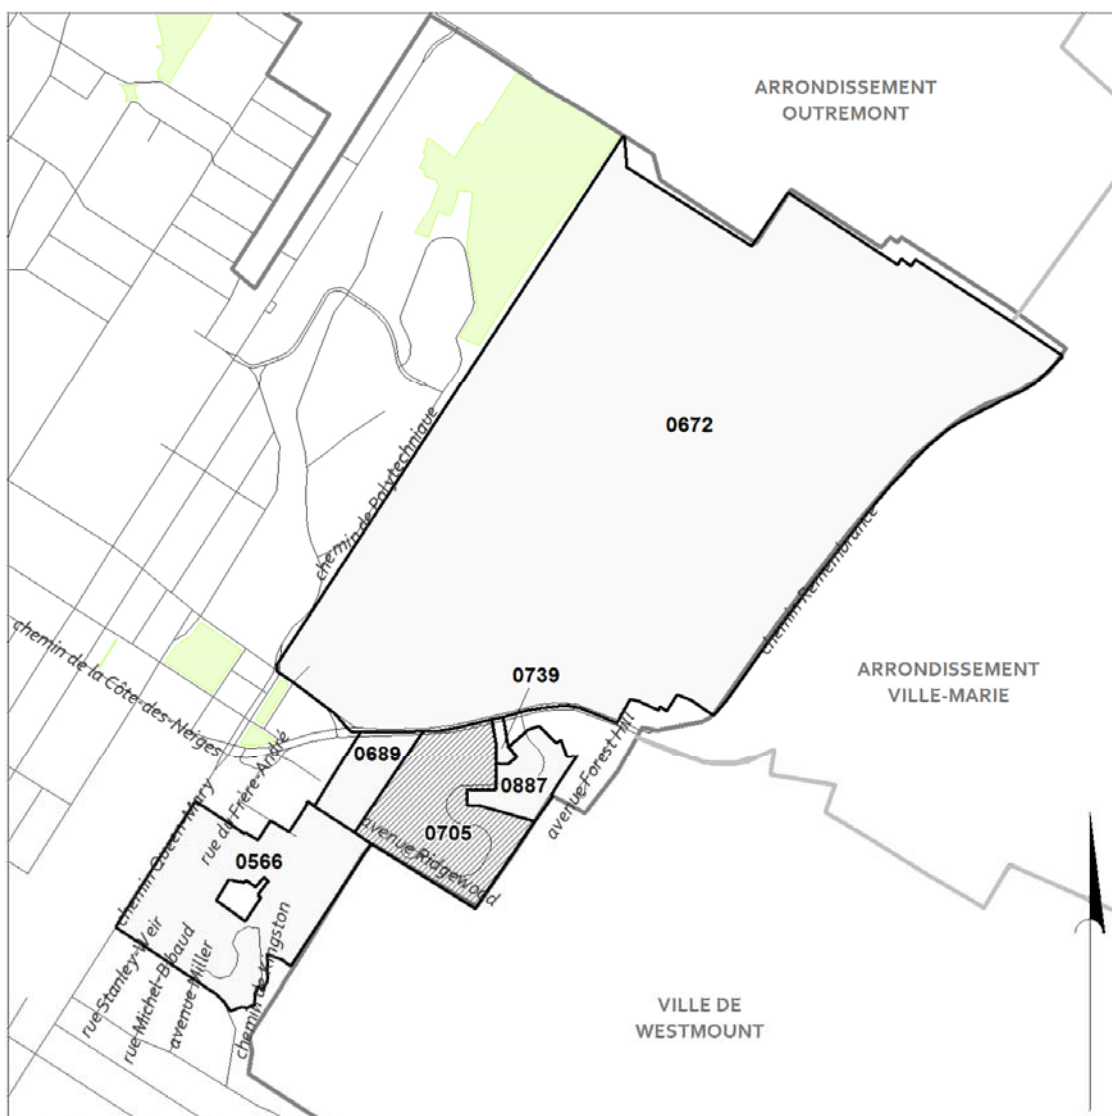 ARRONDISSEMENT
OUTREMONT
0672
chemin de Polytechnique
chemin Remembrance
chemin de la Côte-des-Neiges
ARRONDISSEMENT
VILLE-MARIE
0739
0689
0887
avenue Forest Hill
0705
avenue Ridgewood
chemin Queen-Mary
rue du Frère-André
0566
rue Stanley-Weir
rue Michel-Bibaud
avenue Miller
chemin de Kingston
VILLE DE
WESTMOUNT